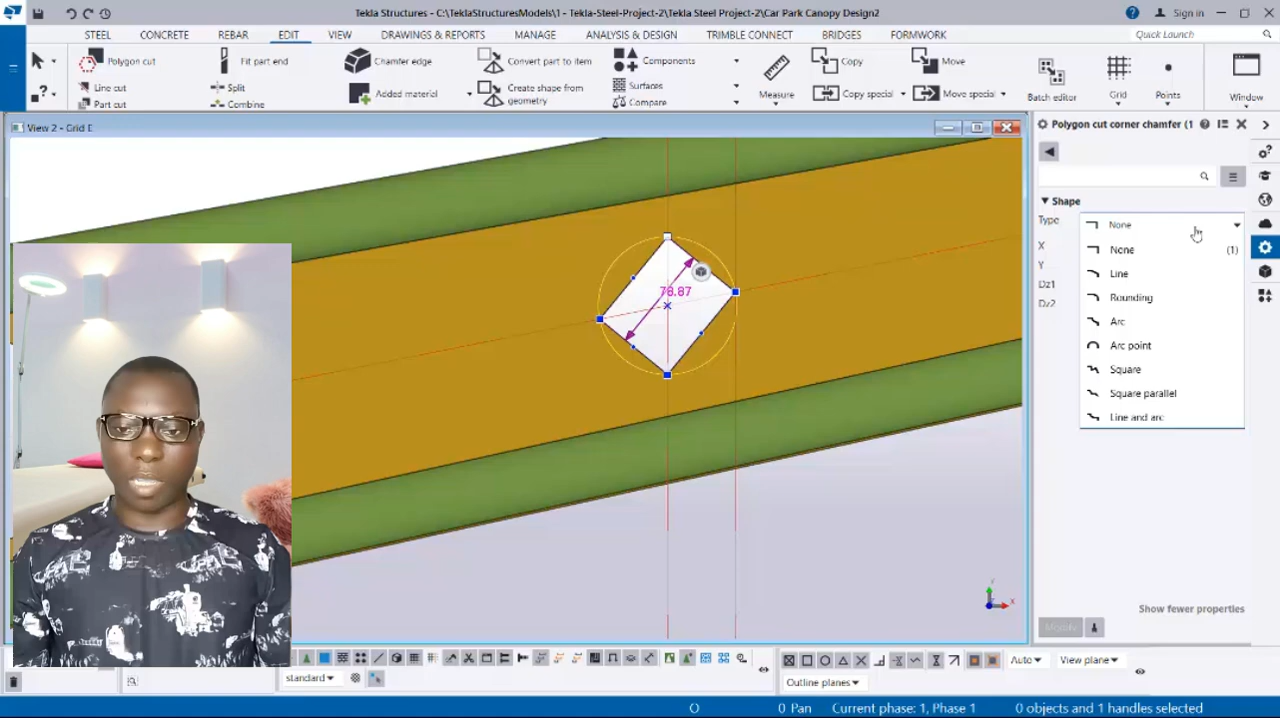 Tekla Structures - C:\TeklaStructuresModels\1 - Tekla-Steel-Project-2\Tekla Steel Project-2\Car Park Canopy Design2
Sign in
STEEL CONCRETE REBAR EDIT VIEW DRAWINGS & REPORTS MANAGE ANALYSIS & DESIGN TRIMBLE CONNECT BRIDGES FORMWORK
Quick Launch
Polygon cut
Line cut
Part cut
Fit part end
Split
Combine
Chamfer edge
Added material
Convert part to item
Create shape from
geometry
Components
Surfaces
Compare
Measure
Copy
Copy special
Move
Move special
Batch editor
Grid
Points
Window
View 2 - Grid E
Polygon cut corner chamfer (1
Shape
Type None
X
Y
Dz1
Dz2
None (1)
Line
Rounding
Arc
Arc point
Square
Square parallel
Line and arc
78.87
Show fewer properties
Modify
standard
Auto
View plane
Outline planes
O 0 Pan Current phase: 1, Phase 1 0 objects and 1 handles selected